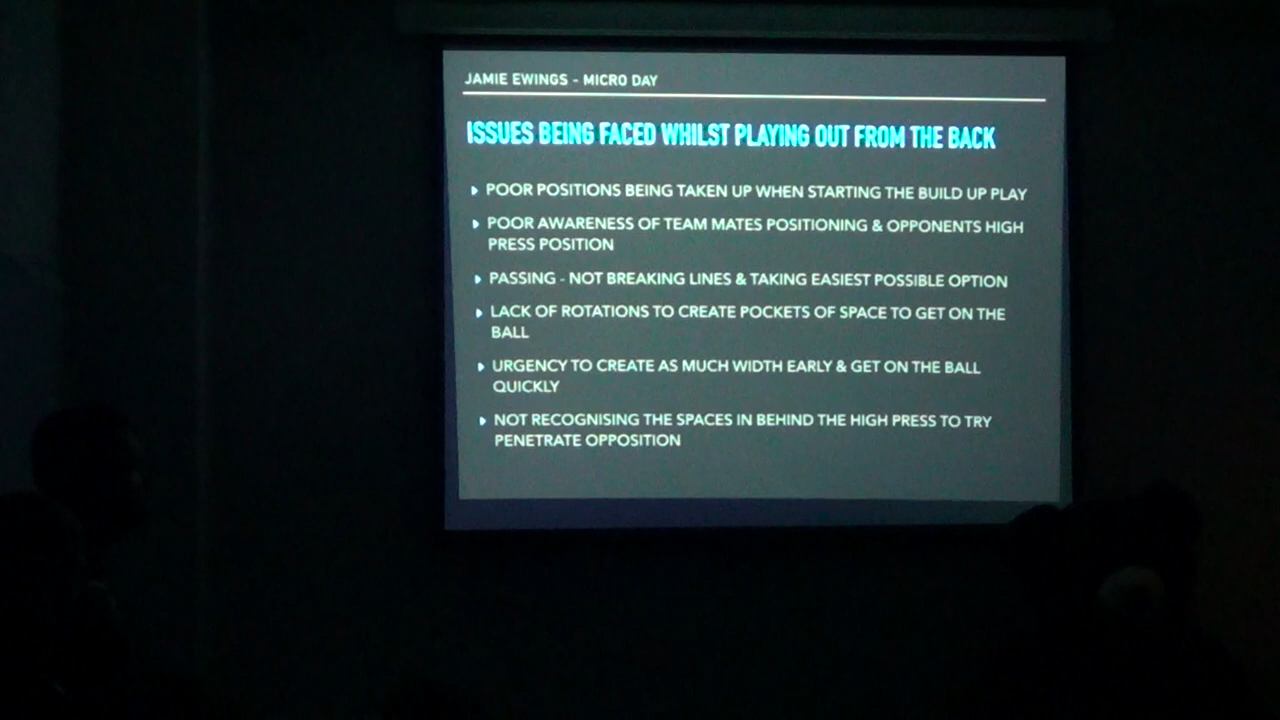 JAMIE EWINGS - MICRO DAY
ISSUES BEING FACED WHILST PLAYING OUT FROM THE BACK
POOR POSITIONS BEING TAKEN UP WHEN STARTING THE BUILD UP PLAY
POOR AWARENESS OF TEAM MATES POSITIONING & OPPONENTS HIGH
PRESS POSITION
PASSING - NOT BREAKING LINES & TAKING EASIEST POSSIBLE OPTION
LACK OF ROTATIONS TO CREATE POCKETS OF SPACE TO GET ON THE
BALL
URGENCY TO CREATE AS MUCH WIDTH EARLY & GET ON THE BALL
QUICKLY
NOT RECOGNISING THE SPACES IN BEHIND THE HIGH PRESS TO TRY
PENETRATE OPPOSITION